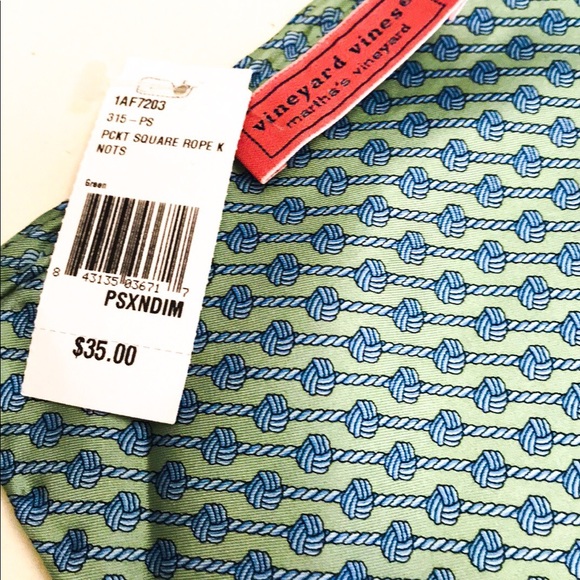 vineyard vines
martha's vineyard
1AF7203
315-PS
PCKT SQUARE ROPE K
NOTS
Green
8 43135 03671 7
PSXNDIM
$35.00